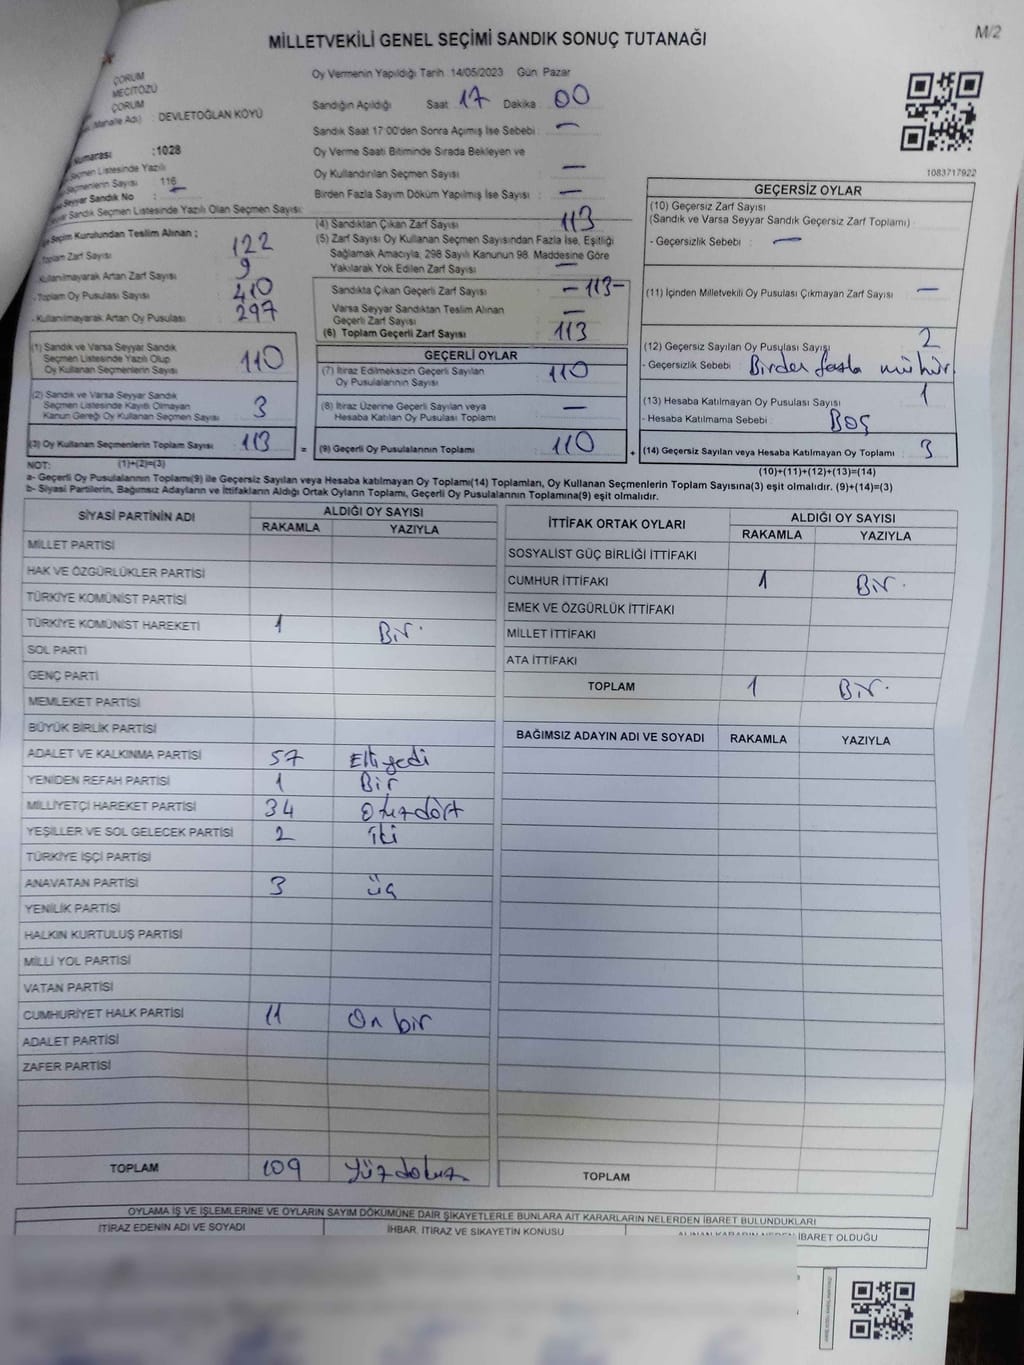 M/2
MİLLETVEKİLİ GENEL SEÇİMİ SANDIK SONUÇ TUTANAĞI
ÇORUM
MECİTÖZÜ
ÇORUM
(Mahalle Adı) : DEVLETOĞLAN KÖYÜ
Numarası :1028
Seçmen Listesinde Yazılı
Seçmenlerin Sayısı : 116
Seyyar Sandık No : –
Seyyar Sandık Seçmen Listesinde Yazılı Olan Seçmen Sayısı:
Seçim Kurulundan Teslim Alınan ;
Toplam Zarf Sayısı 122
Kullanılmayarak Artan Zarf Sayısı 9
- Toplam Oy Pusulası Sayısı 410
- Kullanılmayarak Artan Oy Pusulası 297
(1) Sandık ve Varsa Seyyar Sandık
Seçmen Listesinde Yazılı Olup
Oy Kullanan Seçmenlerin Sayısı 110
(2) Sandık ve Varsa Seyyar Sandık
Seçmen Listesinde Kayıtlı Olmayan
Kanun Gereği Oy Kullanan Seçmen Sayısı 3
(3) Oy Kullanan Seçmenlerin Toplam Sayısı 113
Oy Vermenin Yapıldığı Tarih 14/05/2023 Gün Pazar
Sandığın Açıldığı Saat 17 Dakika 00
Sandık Saat 17:00'den Sonra Açımış İse Sebebi : –
Oy Verme Saati Bitiminde Sırada Bekleyen ve
Oy Kullandırılan Seçmen Sayısı : –
Birden Fazla Sayım Döküm Yapılmış İse Sayısı : –
(4) Sandıktan Çıkan Zarf Sayısı : 113
(5) Zarf Sayısı Oy Kullanan Seçmen Sayısından Fazla İse, Eşitliği
Sağlamak Amacıyla; 298 Sayılı Kanunun 98. Maddesine Göre
Yakılarak Yok Edilen Zarf Sayısı : –
Sandıkta Çıkan Geçerli Zarf Sayısı -113-
Varsa Seyyar Sandıktan Teslim Alınan
Geçerli Zarf Sayısı –
(6) Toplam Geçerli Zarf Sayısı 113
GEÇERLİ OYLAR
(7) İtiraz Edilmeksizin Geçerli Sayılan
Oy Pusulalarının Sayısı 110
(8) İtiraz Üzerine Geçerli Sayılan veya
Hesaba Katılan Oy Pusulası Toplamı –
= (9) Geçerli Oy Pusulalarının Toplamı 110 +
1083717922
GEÇERSİZ OYLAR
(10) Geçersiz Zarf Sayısı
(Sandık ve Varsa Seyyar Sandık Geçersiz Zarf Toplamı) :
- Geçersizlik Sebebi : –
(11) İçinden Milletvekili Oy Pusulası Çıkmayan Zarf Sayısı –
(12) Geçersiz Sayılan Oy Pusulası Sayısı 2
- Geçersizlik Sebebi : Birden fazla mühür
(13) Hesaba Katılmayan Oy Pusulası Sayısı 1
- Hesaba Katılmama Sebebi : Boş
(14) Geçersiz Sayılan veya Hesaba Katılmayan Oy Toplamı 3
NOT: (1)+(2)=(3) (10)+(11)+(12)+(13)=(14)
a- Geçerli Oy Pusulalarının Toplamı(9) ile Geçersiz Sayılan veya Hesaba katılmayan Oy Toplamı(14) Toplamları, Oy Kullanan Seçmenlerin Toplam Sayısına(3) eşit olmalıdır. (9)+(14)=(3)
b- Siyasi Partilerin, Bağımsız Adayların ve İttifakların Aldığı Ortak Oyların Toplamı, Geçerli Oy Pusulalarının Toplamına(9) eşit olmalıdır.
SİYASİ PARTİNİN ADI ALDIĞI OY SAYISI
RAKAMLA YAZIYLA
MİLLET PARTİSİ
HAK VE ÖZGÜRLÜKLER PARTİSİ
TÜRKİYE KOMÜNİST PARTİSİ
TÜRKİYE KOMÜNİST HAREKETİ 1 Bir.
SOL PARTİ
GENÇ PARTİ
MEMLEKET PARTİSİ
BÜYÜK BİRLİK PARTİSİ
ADALET VE KALKINMA PARTİSİ 57 Elliyedi
YENİDEN REFAH PARTİSİ 1 Bir
MİLLİYETÇİ HAREKET PARTİSİ 34 Otuzdört
YEŞİLLER VE SOL GELECEK PARTİSİ 2 iki
TÜRKİYE İŞÇİ PARTİSİ
ANAVATAN PARTİSİ 3 üç
YENİLİK PARTİSİ
HALKIN KURTULUŞ PARTİSİ
MİLLİ YOL PARTİSİ
VATAN PARTİSİ
CUMHURİYET HALK PARTİSİ 11 On bir
ADALET PARTİSİ
ZAFER PARTİSİ
TOPLAM 109 Yüzdokuz
İTTİFAK ORTAK OYLARI ALDIĞI OY SAYISI
RAKAMLA YAZIYLA
SOSYALİST GÜÇ BİRLİĞİ İTTİFAKI
CUMHUR İTTİFAKI 1 Bir.
EMEK VE ÖZGÜRLÜK İTTİFAKI
MİLLET İTTİFAKI
ATA İTTİFAKI
TOPLAM 1 Bir.
BAĞIMSIZ ADAYIN ADI VE SOYADI RAKAMLA YAZIYLA
TOPLAM
OYLAMA İŞ VE İŞLEMLERİNE VE OYLARIN SAYIM DÖKÜMÜNE DAİR ŞİKAYETLERLE BUNLARA AİT KARARLARIN NELERDEN İBARET BULUNDUKLARI
İTİRAZ EDENİN ADI VE SOYADI İHBAR, İTİRAZ VE ŞİKAYETİN KONUSU ALINAN KARARIN NEDEN İBARET OLDUĞU